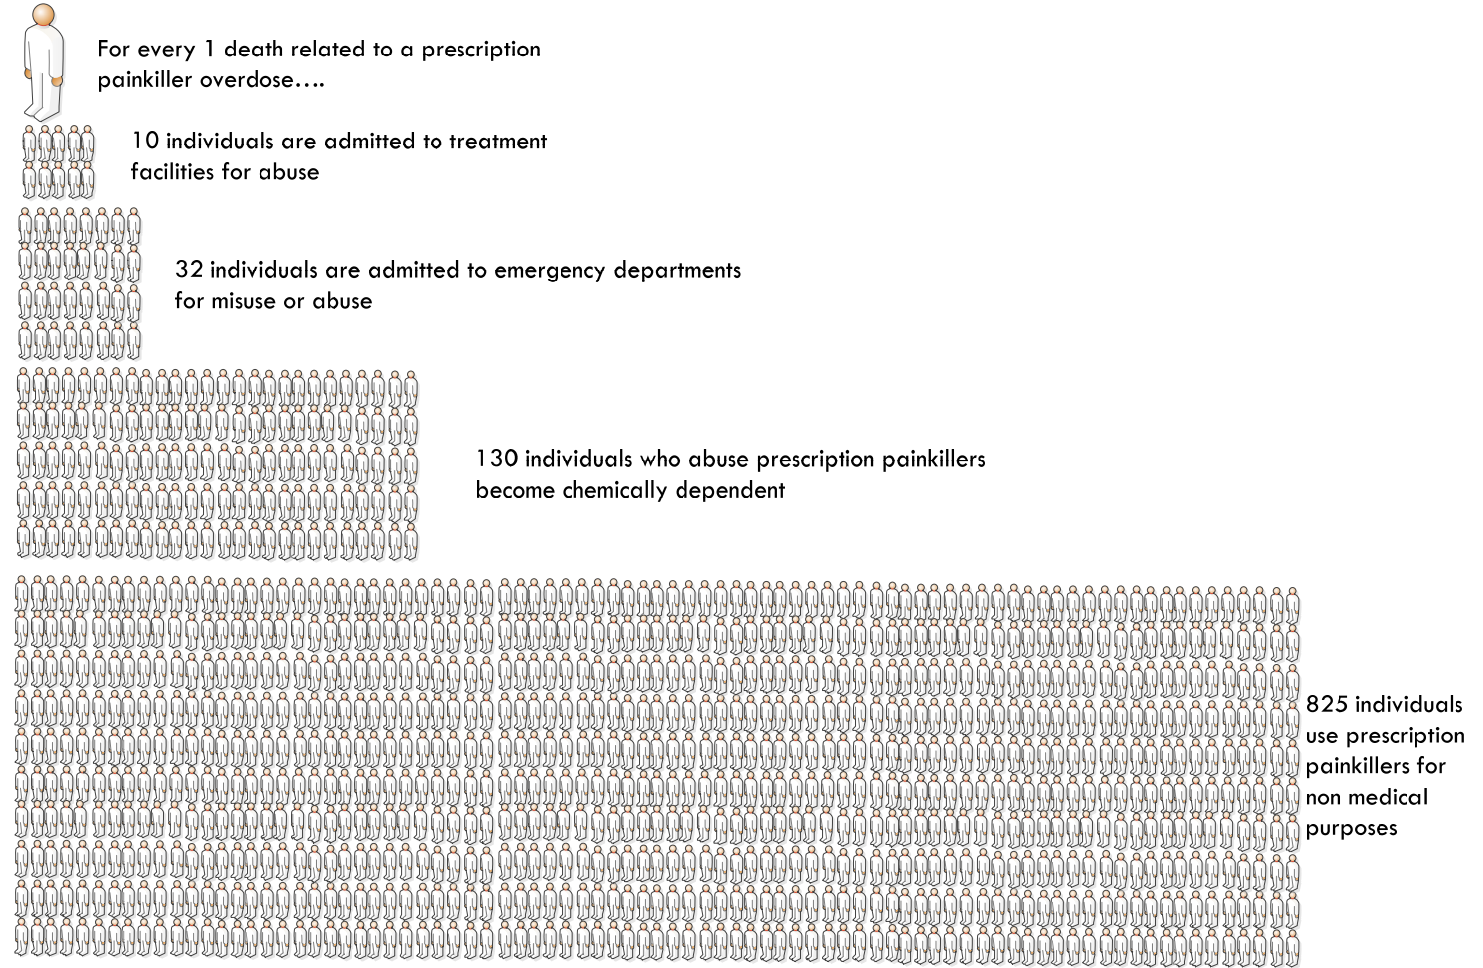 For every 1 death related to a prescription
painkiller overdose....
10 individuals are admitted to treatment
facilities for abuse
32 individuals are admitted to emergency departments
for misuse or abuse
130 individuals who abuse prescription painkillers
become chemically dependent
825 individuals
use prescription
painkillers for
non medical
purposes